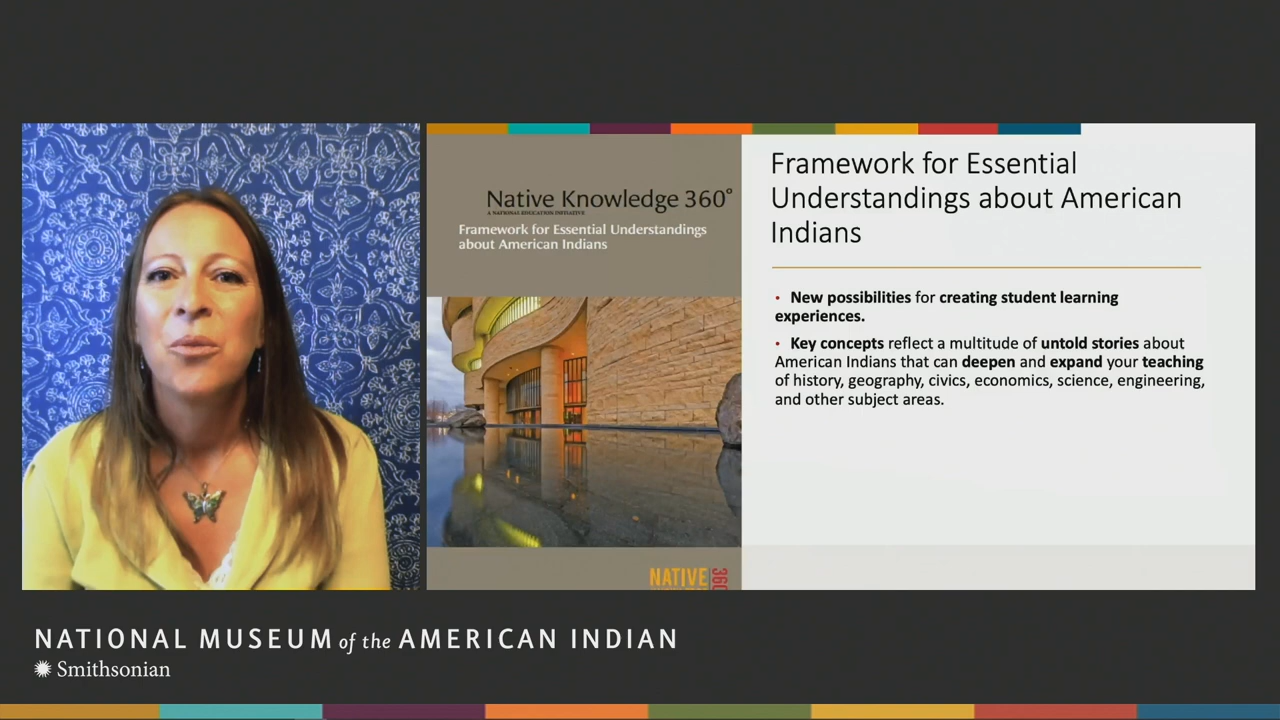 Native Knowledge 360°
A NATIONAL EDUCATION INITIATIVE
Framework for Essential Understandings
about American Indians
NATIVE
360
Framework for Essential
Understandings about American
Indians
• New possibilities for creating student learning
experiences.
• Key concepts reflect a multitude of untold stories about
American Indians that can deepen and expand your teaching
of history, geography, civics, economics, science, engineering,
and other subject areas.
NATIONAL MUSEUM of the AMERICAN INDIAN
Smithsonian